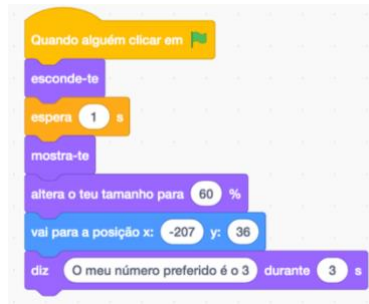 Quando alguém clicar em
esconde-te
espera 1 s
mostra-te
altera o teu tamanho para 60 %
vai para a posição x: -207 y: 36
diz O meu número preferido é o 3 durante 3 s